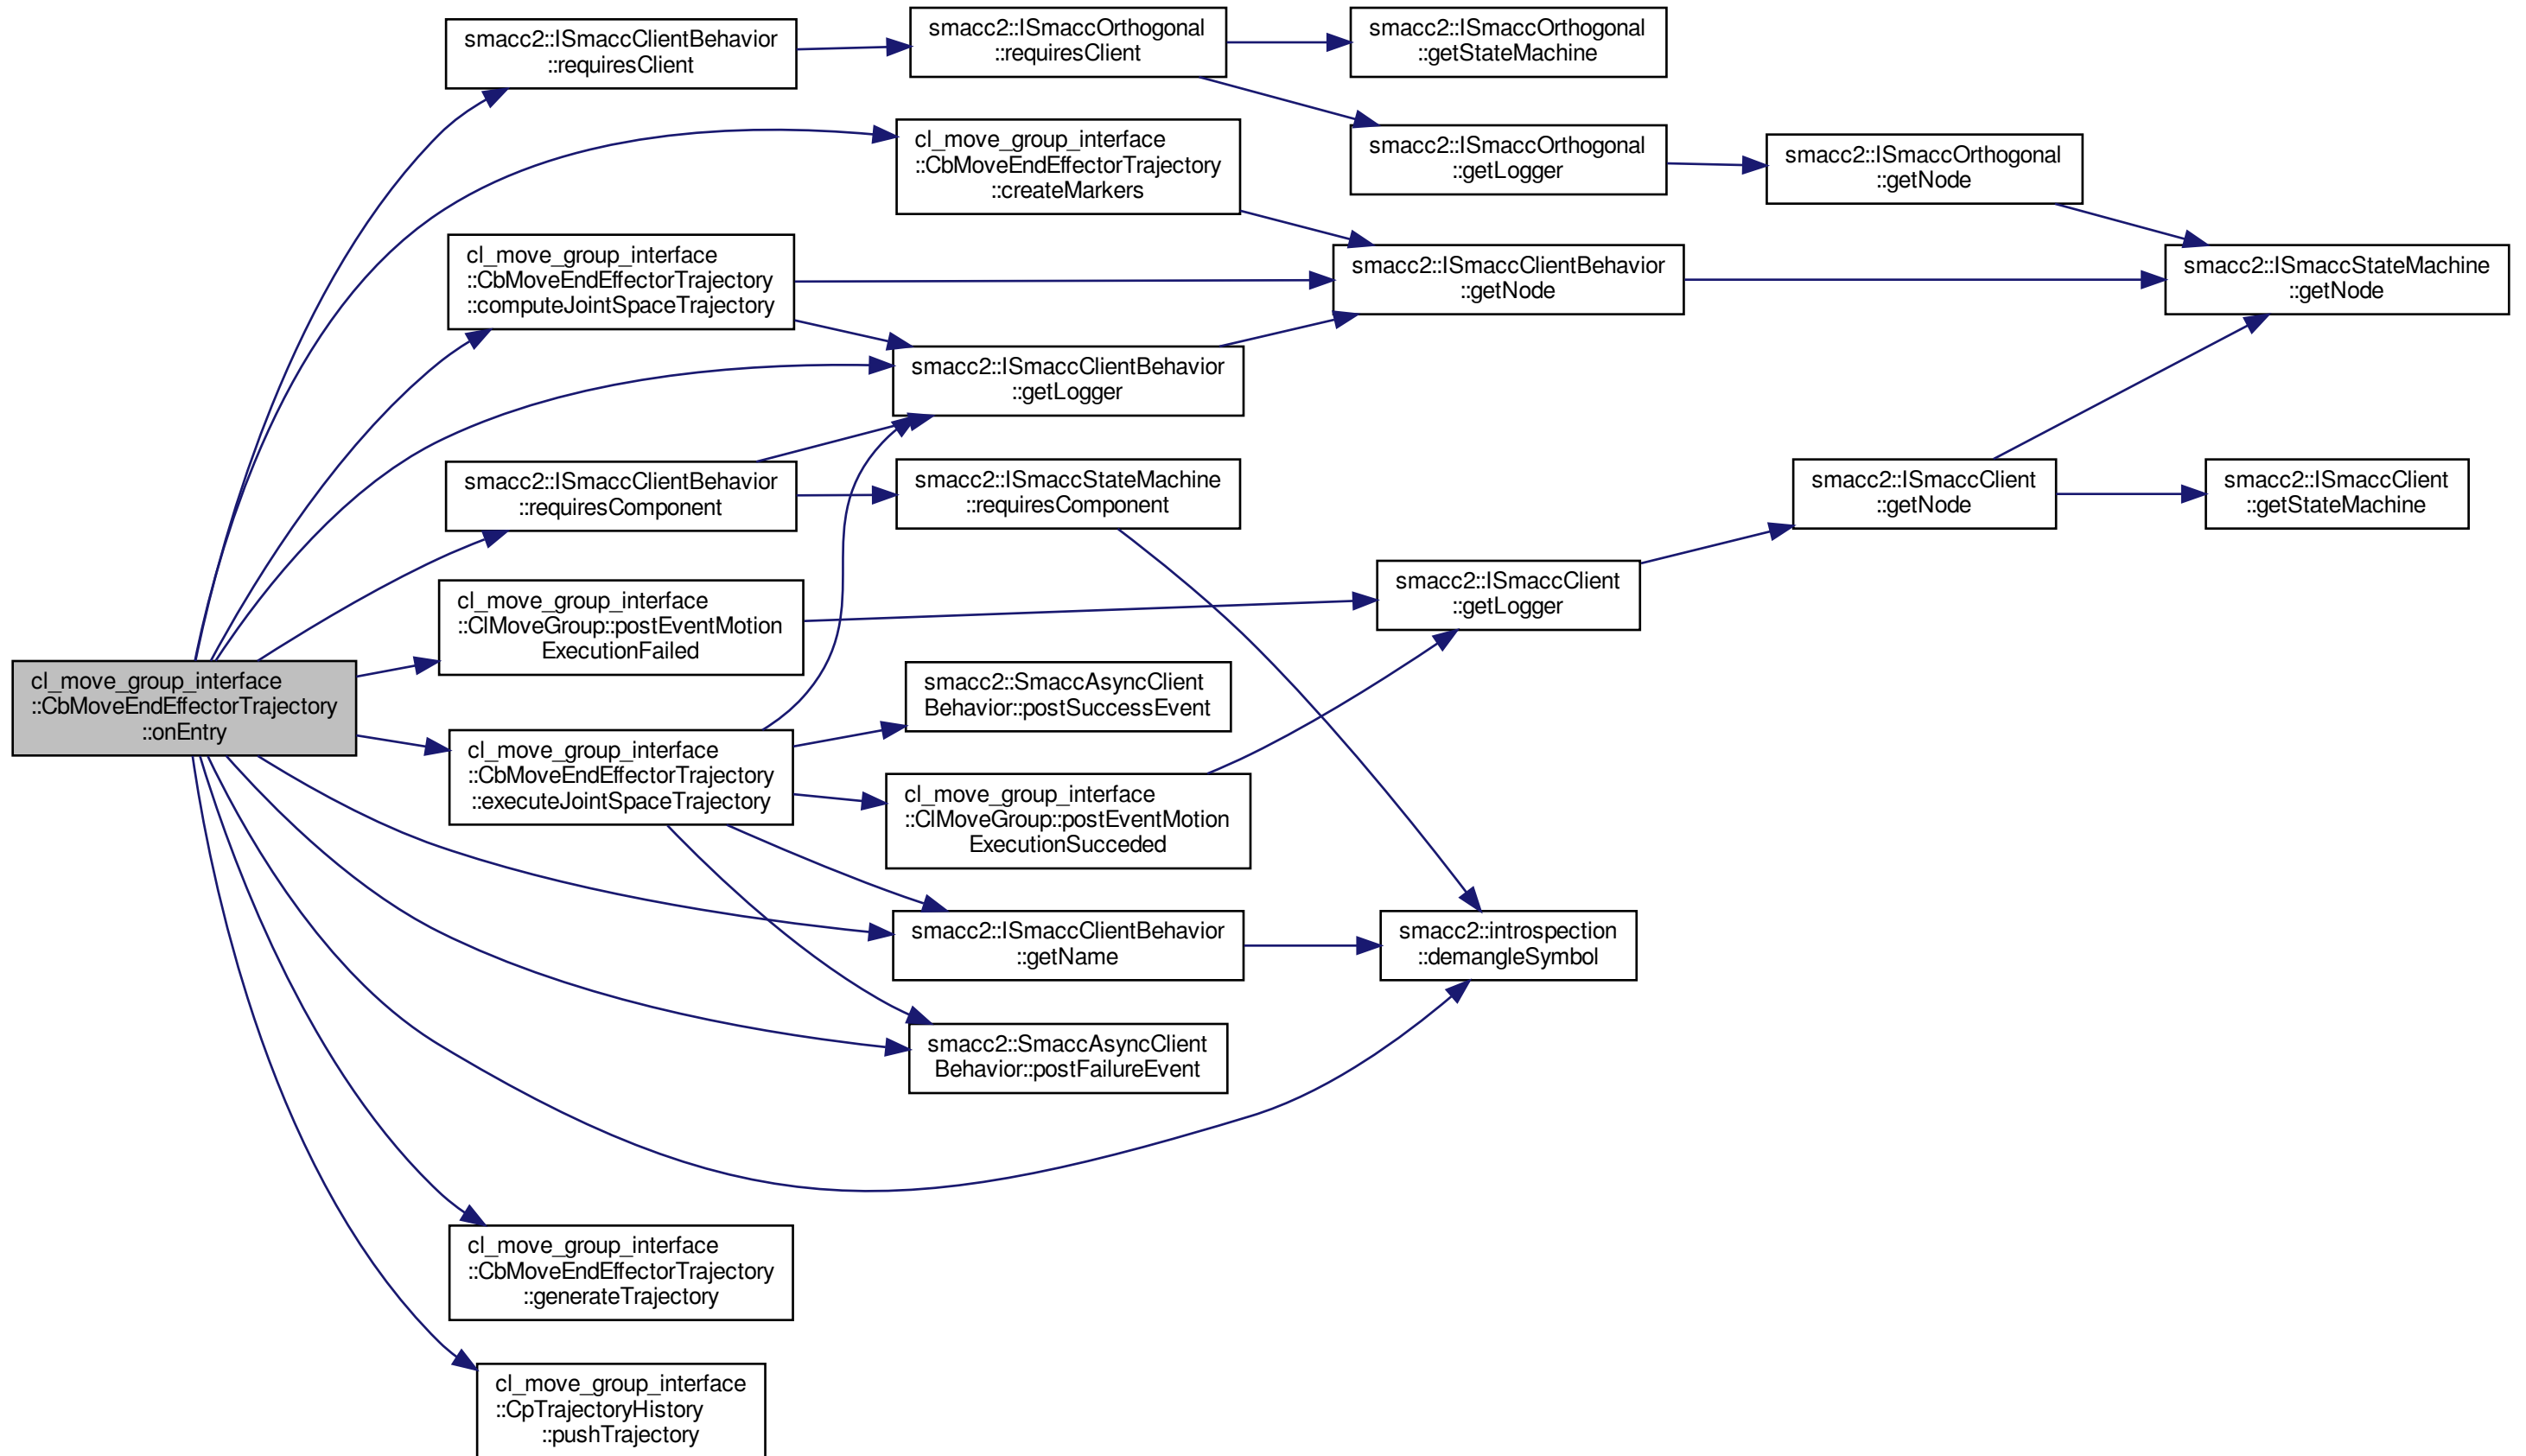 smacc2::ISmaccClientBehavior
::requiresClient
smacc2::ISmaccOrthogonal
::requiresClient
smacc2::ISmaccOrthogonal
::getStateMachine
cl_move_group_interface
::CbMoveEndEffectorTrajectory
::createMarkers
smacc2::ISmaccOrthogonal
::getLogger
smacc2::ISmaccOrthogonal
::getNode
cl_move_group_interface
::CbMoveEndEffectorTrajectory
::computeJointSpaceTrajectory
smacc2::ISmaccClientBehavior
::getNode
smacc2::ISmaccStateMachine
::getNode
smacc2::ISmaccClientBehavior
::getLogger
smacc2::ISmaccClientBehavior
::requiresComponent
smacc2::ISmaccStateMachine
::requiresComponent
smacc2::ISmaccClient
::getNode
smacc2::ISmaccClient
::getStateMachine
cl_move_group_interface
::ClMoveGroup::postEventMotion
ExecutionFailed
smacc2::ISmaccClient
::getLogger
cl_move_group_interface
::CbMoveEndEffectorTrajectory
::onEntry
smacc2::SmaccAsyncClient
Behavior::postSuccessEvent
cl_move_group_interface
::CbMoveEndEffectorTrajectory
::executeJointSpaceTrajectory
cl_move_group_interface
::ClMoveGroup::postEventMotion
ExecutionSucceded
smacc2::ISmaccClientBehavior
::getName
smacc2::introspection
::demangleSymbol
smacc2::SmaccAsyncClient
Behavior::postFailureEvent
cl_move_group_interface
::CbMoveEndEffectorTrajectory
::generateTrajectory
cl_move_group_interface
::CpTrajectoryHistory
::pushTrajectory